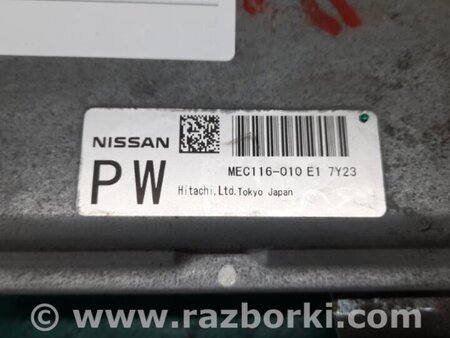 NISSAN
PW
MEC116-010 E1 7Y23
Hitachi,Ltd.Tokyo Japan
© www.razborki.com